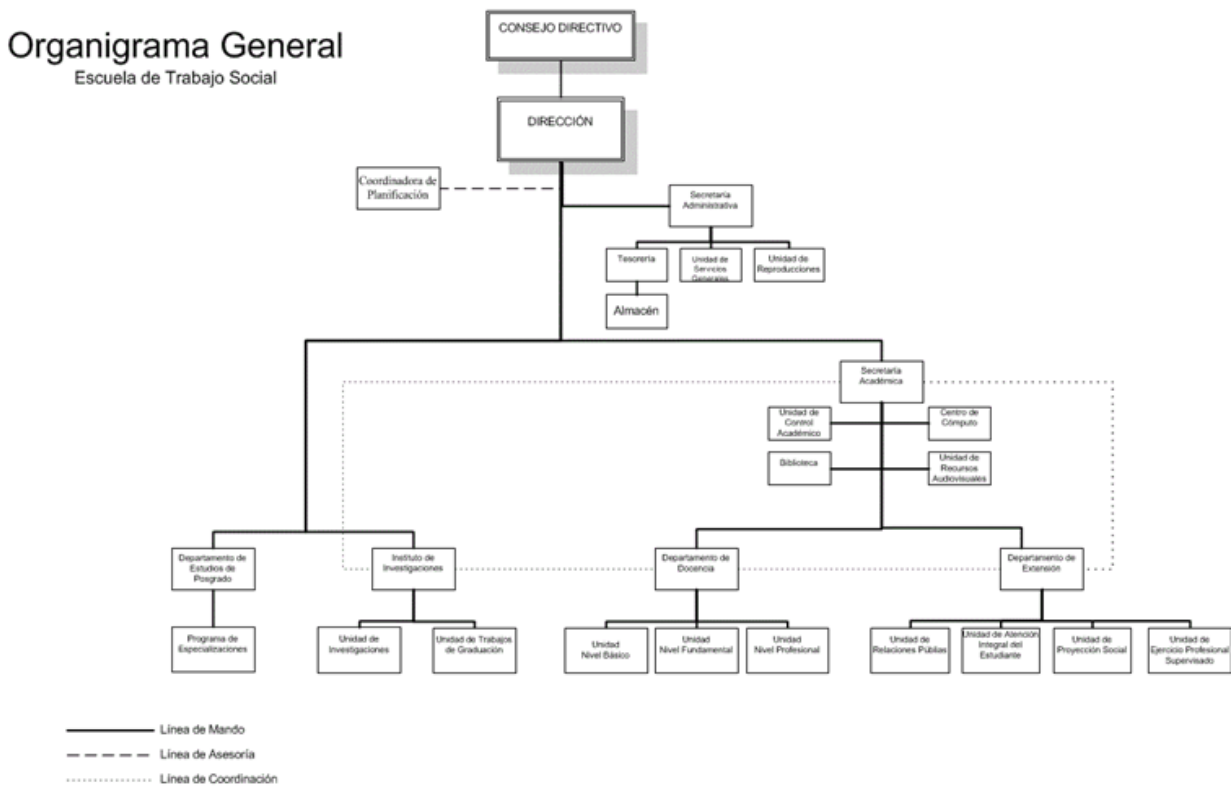 Organigrama General
Escuela de Trabajo Social
CONSEJO DIRECTIVO
DIRECCIÓN
Coordinadora de
Planificación
Secretaría
Administrativa
Tesorería
Unidad de
Servicios
Generales
Unidad de
Reproducciones
Almacén
Secretaría
Académica
Unidad de
Control
Académico
Centro de
Cómputo
Biblioteca
Unidad de
Recursos
Audiovisuales
Departamento de
Estudios de
Posgrado
Instituto de
Investigaciones
Departamento de
Docencia
Departamento de
Extensión
Programa de
Especializaciones
Unidad de
Investigaciones
Unidad de Trabajos
de Graduación
Unidad
Nivel Básico
Unidad
Nivel Fundamental
Unidad
Nivel Profesional
Unidad de
Relaciones Públias
Unidad de Atención
Integral del
Estudiante
Unidad de
Proyección Social
Unidad de
Ejercicio Profesional
Supervisado
Línea de Mando
Línea de Asesoría
Línea de Coordinación